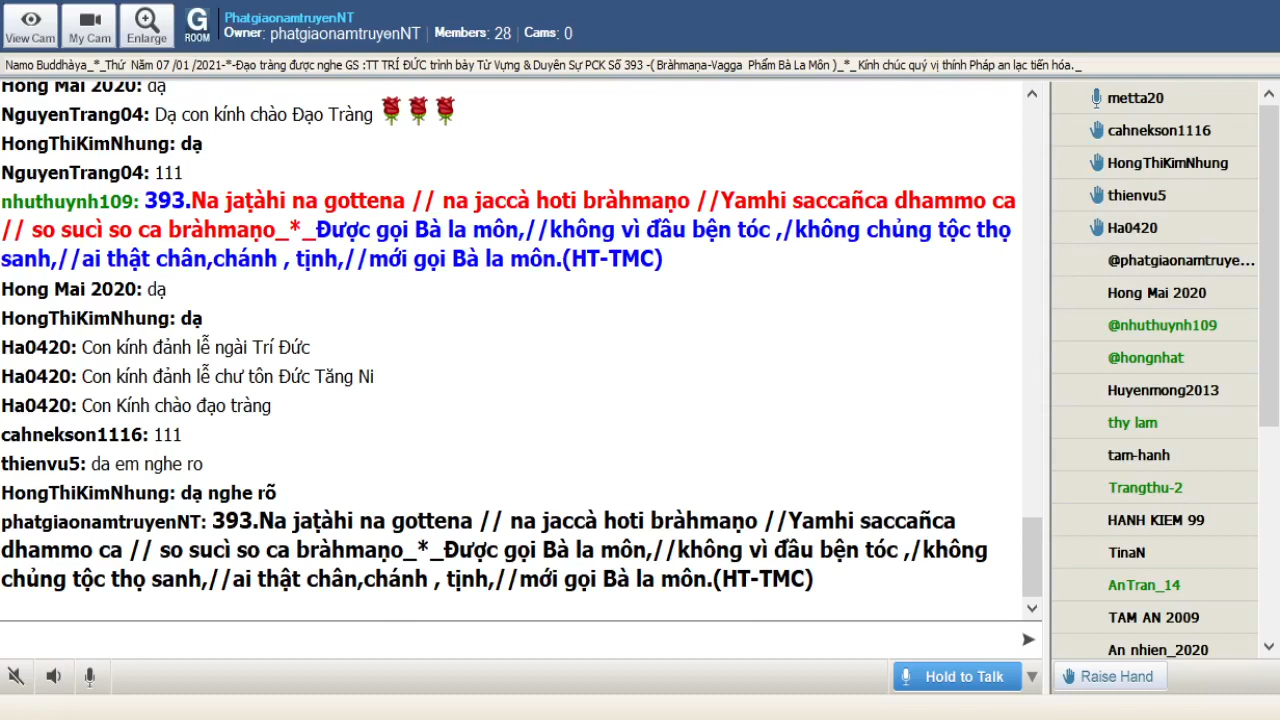 PhatgiaonamtruyenNT
Owner: phatgiaonamtruyenNT | Members: 28 | Cams: 0
View Cam
My Cam
Enlarge
G
ROOM
Namo Buddhàya_*_Thứ Năm 07 /01 /2021-*-Đạo tràng được nghe GS :TT TRÍ ĐỨC trình bày Từ Vựng & Duyên Sự PCK Số 393 -( Bràhmaṇa-Vagga Phẩm Bà La Môn )_*_ Kính chúc quý vị thính Pháp an lạc tiến hóa._
Hong Mai 2020: dạ
NguyenTrang04: Dạ con kính chào Đạo Tràng
HongThiKimNhung: dạ
NguyenTrang04: 111
nhuthuynh109: 393.Na jaṭàhi na gottena // na jaccà hoti bràhmaṇo //Yamhi saccañca dhammo ca
// so sucì so ca bràhmaṇo_*_Được gọi Bà la môn,//không vì đầu bện tóc ,/không chủng tộc thọ
sanh,//ai thật chân,chánh , tịnh,//mới gọi Bà la môn.(HT-TMC)
Hong Mai 2020: dạ
HongThiKimNhung: dạ
Ha0420: Con kính đảnh lễ ngài Trí Đức
Ha0420: Con kính đảnh lễ chư tôn Đức Tăng Ni
Ha0420: Con Kính chào đạo tràng
cahnekson1116: 111
thienvu5: da em nghe ro
HongThiKimNhung: dạ nghe rõ
phatgiaonamtruyenNT: 393.Na jaṭàhi na gottena // na jaccà hoti bràhmaṇo //Yamhi saccañca
dhammo ca // so sucì so ca bràhmaṇo_*_Được gọi Bà la môn,//không vì đầu bện tóc ,/không
chủng tộc thọ sanh,//ai thật chân,chánh , tịnh,//mới gọi Bà la môn.(HT-TMC)
metta20
cahnekson1116
HongThiKimNhung
thienvu5
Ha0420
@phatgiaonamtruye...
Hong Mai 2020
@nhuthuynh109
@hongnhat
Huyenmong2013
thy lam
tam-hanh
Trangthu-2
HANH KIEM 99
TinaN
AnTran_14
TAM AN 2009
An nhien_2020
Hold to Talk
Raise Hand